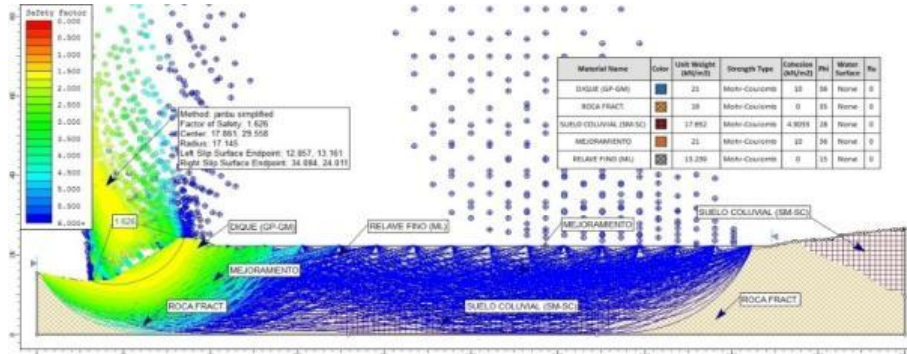 Safety Factor
0.000
0.500
1.000
1.500
2.000
2.500
3.000
3.500
4.000
4.500
5.000
5.500
6.000+
Method: janbu simplified
Factor of Safety: 1.626
Center: 17.861, 29.558
Radius: 17.145
Left Slip Surface Endpoint: 12.857, 13.161
Right Slip Surface Endpoint: 34.084, 24.011
Material Name Color Unit Weight (kN/m3) Strength Type Cohesion (kN/m2) Phi Water Surface Ru
DIQUE (GP-GM) 21 Mohr-Coulomb 10 36 None 0
ROCA FRACT. Mohr-Coulomb 0 35 None 0
SUELO COLUVIAL (SM-SC) 17.692 Mohr-Coulomb 28 None 0
MEJORAMIENTO 21 Mohr-Coulomb 10 36 None 0
RELAVE FINO (ML) 13.239 Mohr-Coulomb 0 15 None 0
1.626
DIQUE (GP-GM)
RELAVE FINO (ML)
MEJORAMIENTO
SUELO COLUVIAL (SM-SC)
MEJORAMIENTO
ROCA FRACT.
SUELO COLUVIAL (SM-SC)
ROCA FRACT.